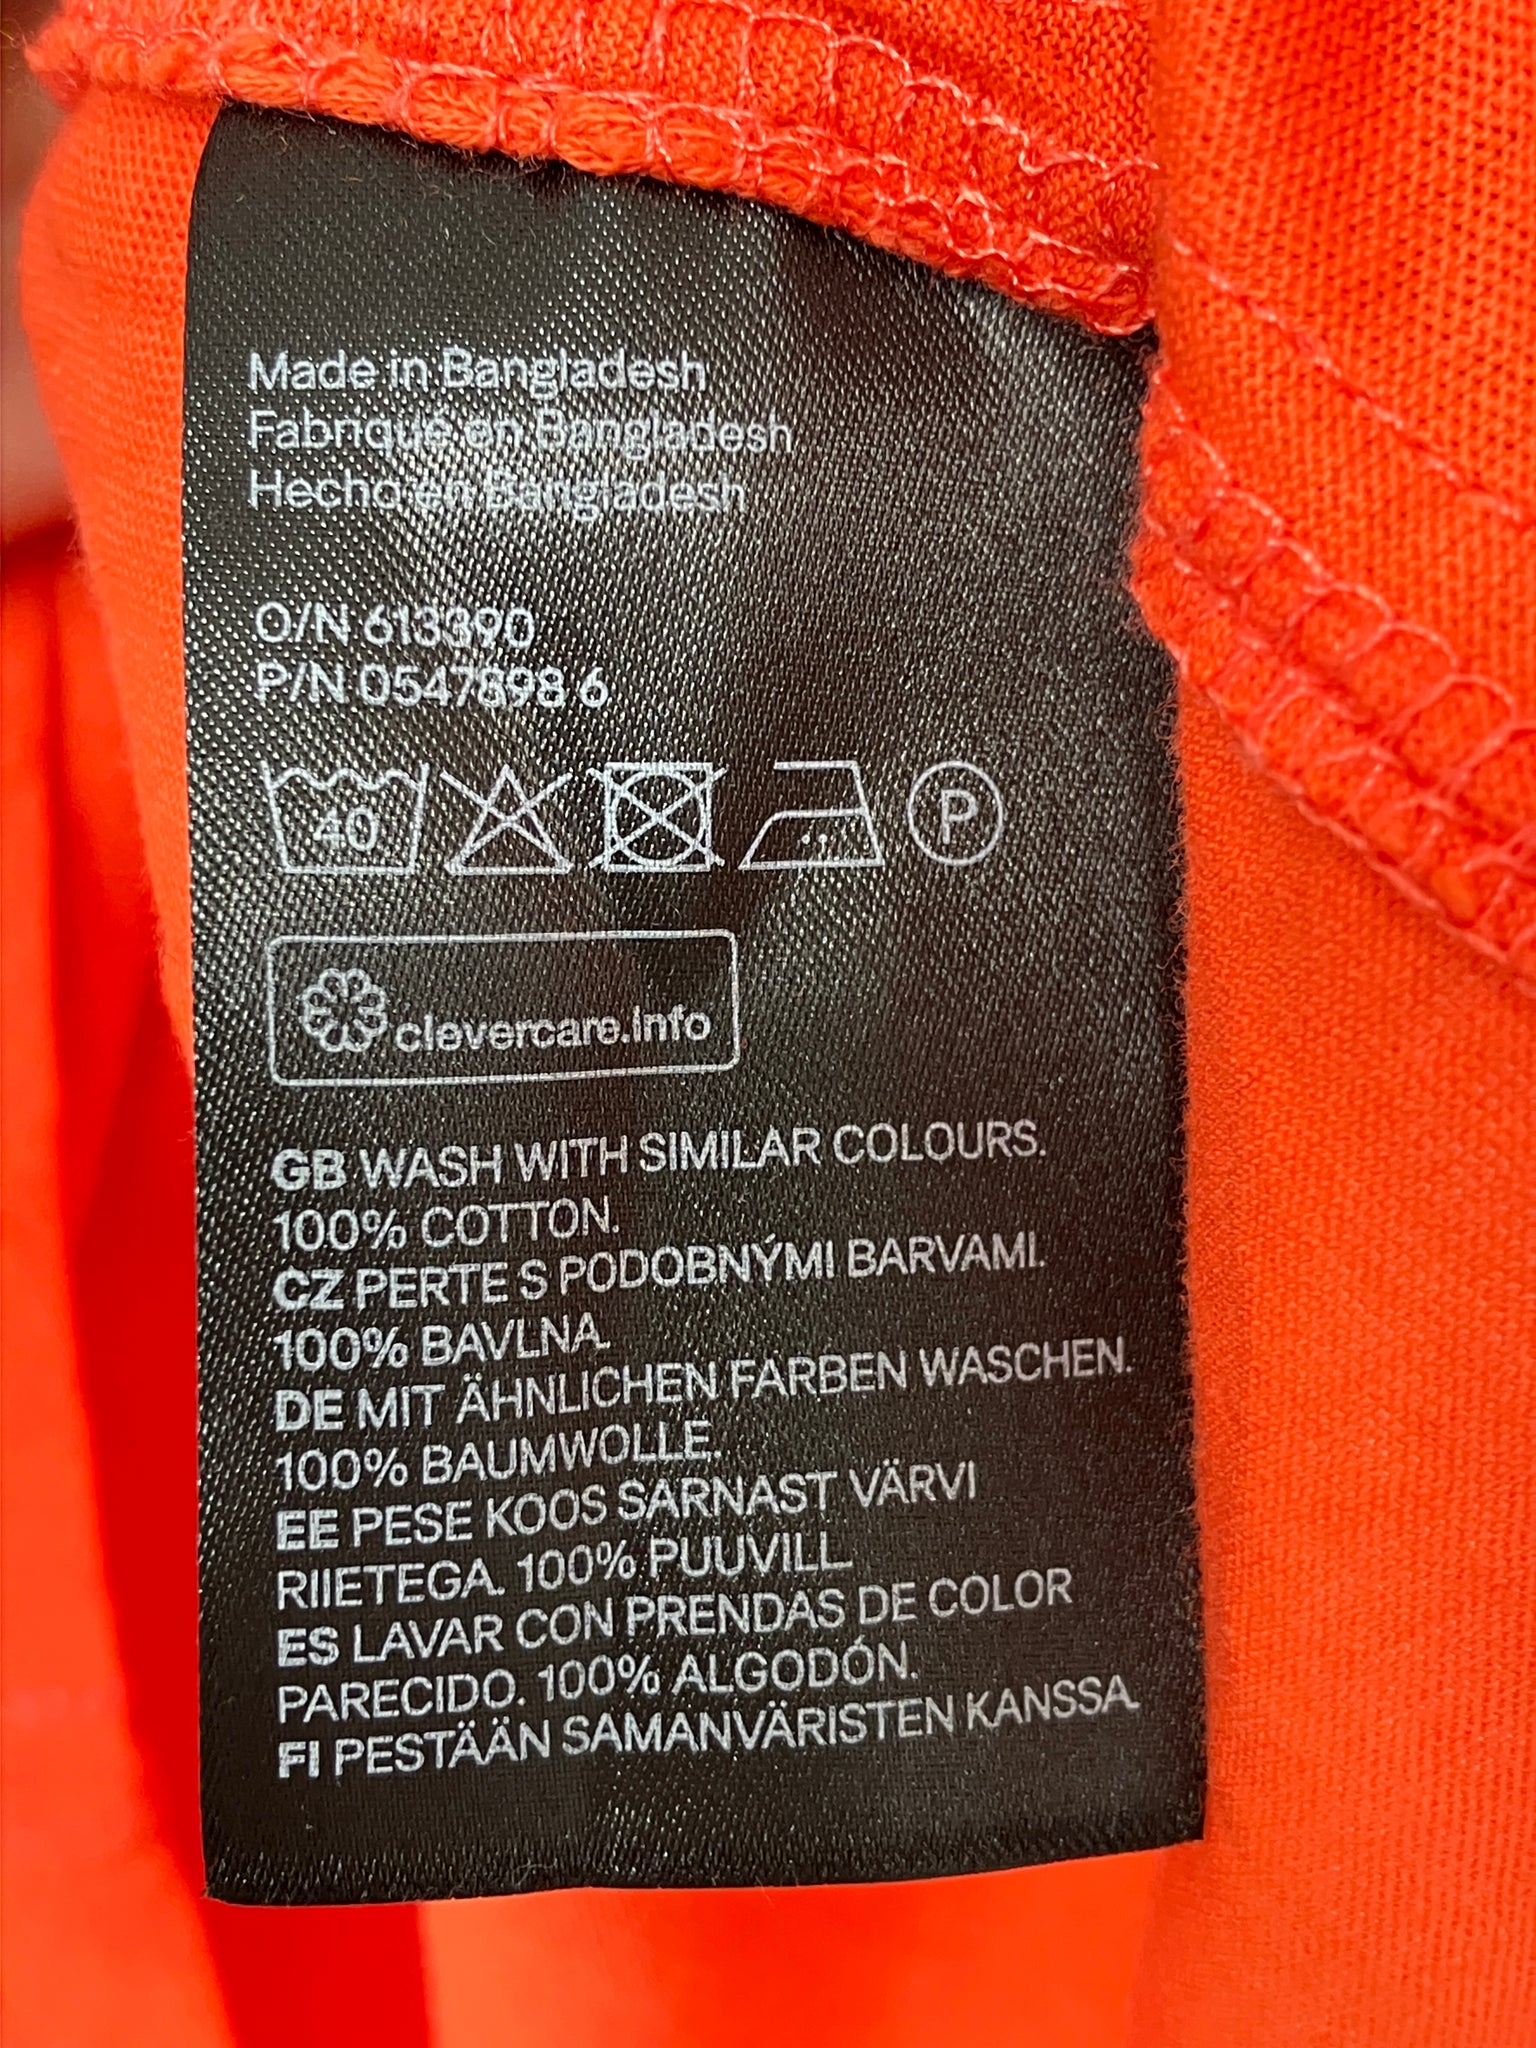 Made in Bangladesh
Fabriqué en Bangladesh
Hecho en Bangladesh
O/N 613390
P/N 0547898 6
40 P
clevercare.info
GB WASH WITH SIMILAR COLOURS.
100% COTTON.
CZ PERTE S PODOBNÝMI BARVAMI.
100% BAVLNA.
DE MIT ÄHNLICHEN FARBEN WASCHEN.
100% BAUMWOLLE.
EE PESE KOOS SARNAST VÄRVI
RIIETEGA. 100% PUUVILL.
ES LAVAR CON PRENDAS DE COLOR
PARECIDO. 100% ALGODÓN.
FI PESTÄÄN SAMANVÄRISTEN KANSSA.